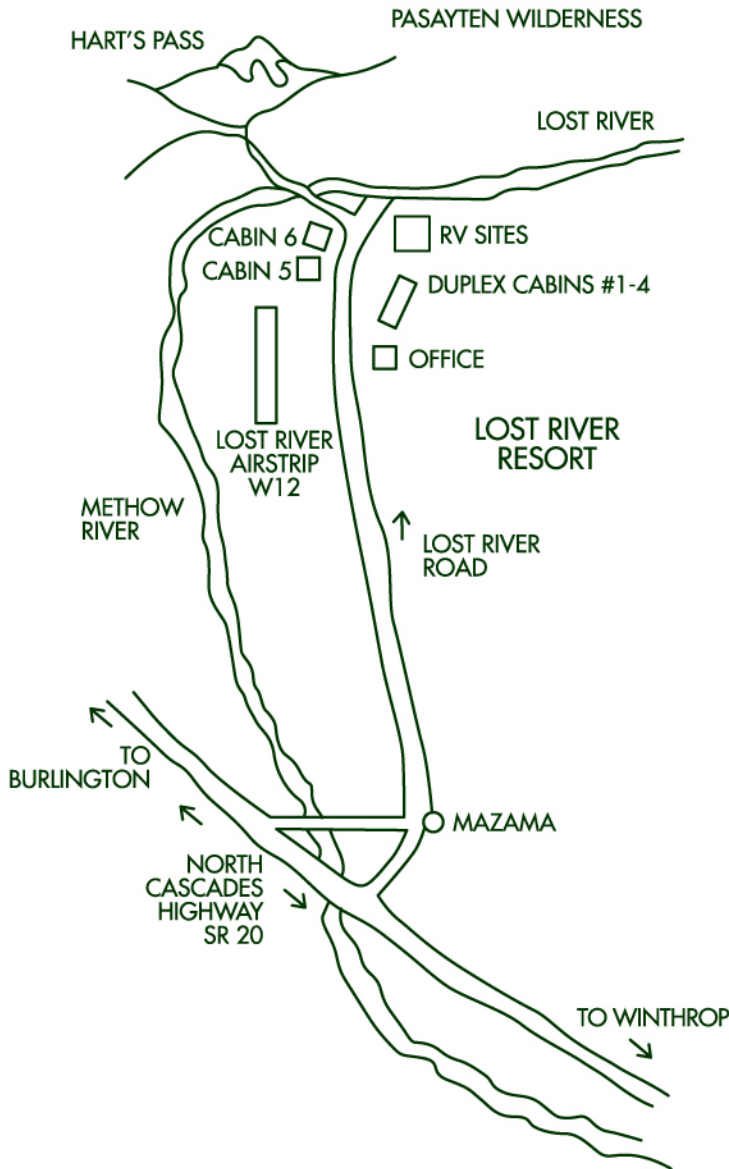 PASAYTEN WILDERNESS
HART'S PASS
LOST RIVER
CABIN 6
RV SITES
CABIN 5
DUPLEX CABINS #1-4
OFFICE
LOST RIVER
AIRSTRIP
W12
LOST RIVER
RESORT
METHOW
RIVER
LOST RIVER
ROAD
TO
BURLINGTON
MAZAMA
NORTH
CASCADES
HIGHWAY
SR 20
TO WINTHROP